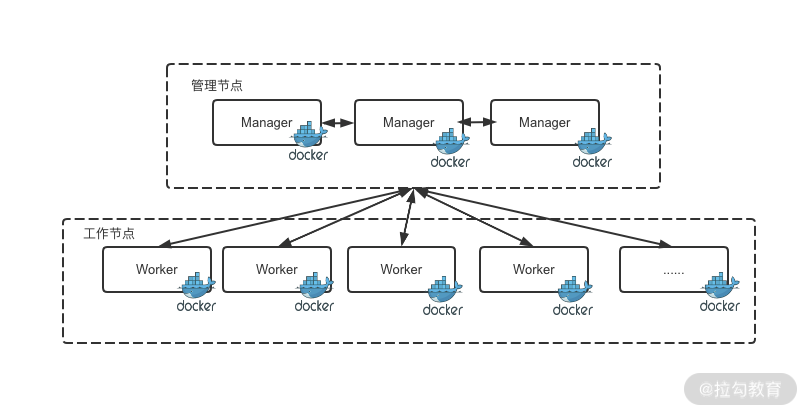 管理节点
Manager
Manager
Manager
docker
docker
docker
工作节点
Worker
Worker
Worker
Worker
......
docker
docker
docker
docker
docker
@拉勾教育